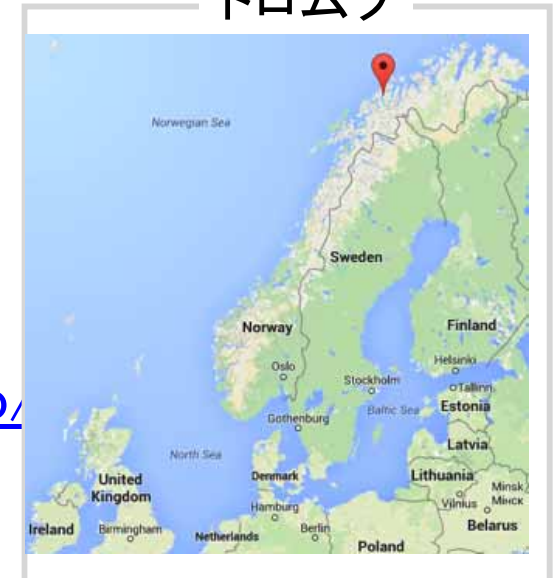 トロムソ
Norwegian Sea
Sweden
Norway
Finland
Oslo
Helsinki
Stockholm
Tallinn
Estonia
Gothenburg
Baltic Sea
Latvia
North Sea
Denmark
Lithuania
United
Kingdom
Vilnius
Minsk
Мінск
Hamburg
Ireland
Birmingham
Netherlands
Berlin
Belarus
Poland